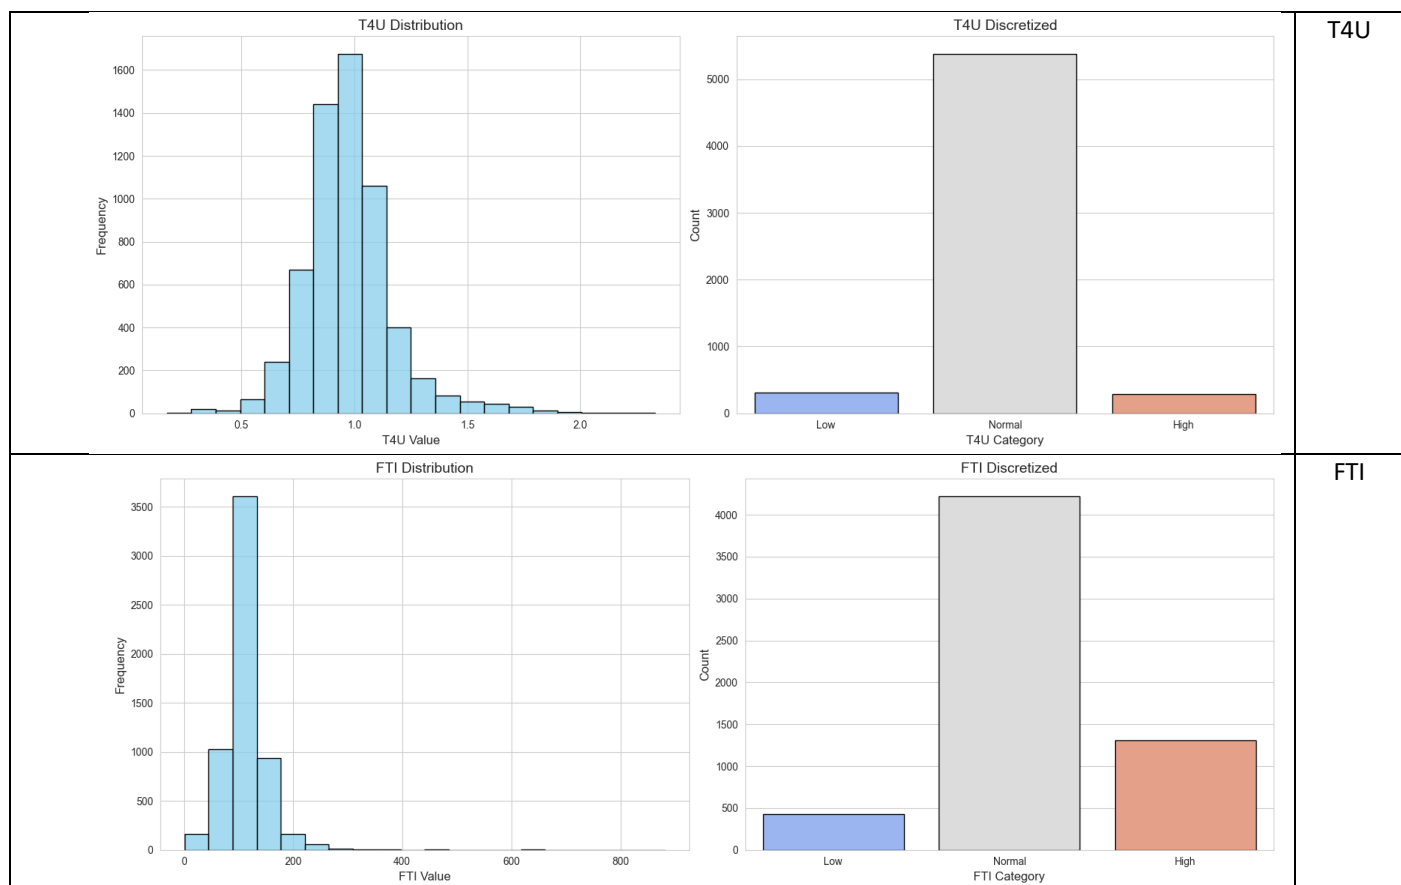 T4U Distribution
1600
1400
1200
1000
800
600
400
200
0
Frequency
0.5 1.0 1.5 2.0
T4U Value
T4U Discretized
5000
4000
3000
2000
1000
0
Count
Low Normal High
T4U Category
T4U
FTI Distribution
3500
3000
2500
2000
1500
1000
500
0
Frequency
0 200 400 600 800
FTI Value
FTI Discretized
4000
3500
3000
2500
2000
1500
1000
500
0
Count
Low Normal High
FTI Category
FTI